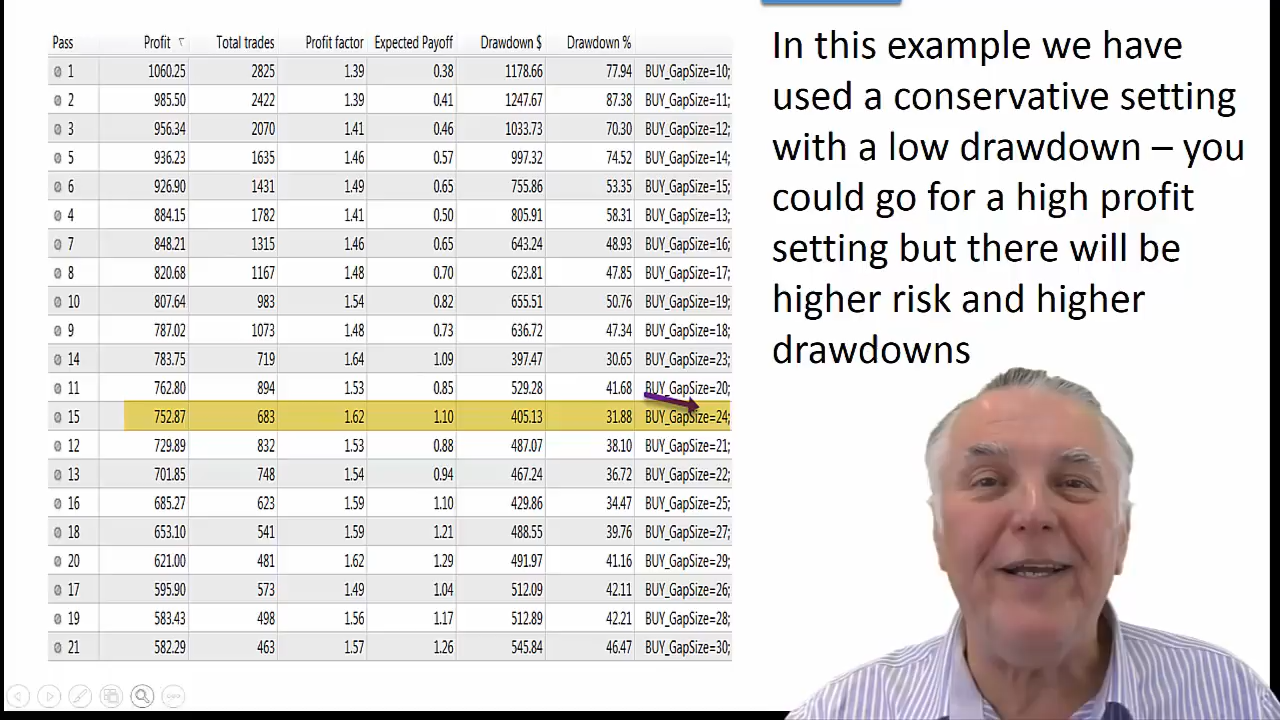 Pass Profit Total trades Profit factor Expected Payoff Drawdown $ Drawdown %
1 1060.25 2825 1.39 0.38 1178.66 77.94 BUY_GapSize=10;
2 985.50 2422 1.39 0.41 1247.67 87.38 BUY_GapSize=11;
3 956.34 2070 1.41 0.46 1033.73 70.30 BUY_GapSize=12;
5 936.23 1635 1.46 0.57 997.32 74.52 BUY_GapSize=14;
6 926.90 1431 1.49 0.65 755.86 53.35 BUY_GapSize=15;
4 884.15 1782 1.41 0.50 805.91 58.31 BUY_GapSize=13;
7 848.21 1315 1.46 0.65 643.24 48.93 BUY_GapSize=16;
8 820.68 1167 1.48 0.70 623.81 47.85 BUY_GapSize=17;
10 807.64 983 1.54 0.82 655.51 50.76 BUY_GapSize=19;
9 787.02 1073 1.48 0.73 636.72 47.34 BUY_GapSize=18;
14 783.75 719 1.64 1.09 397.47 30.65 BUY_GapSize=23;
11 762.80 894 1.53 0.85 529.28 41.68 BUY_GapSize=20;
15 752.87 683 1.62 1.10 405.13 31.88 BUY_GapSize=24;
12 729.89 832 1.53 0.88 487.07 38.10 BUY_GapSize=21;
13 701.85 748 1.54 0.94 467.24 36.72 BUY_GapSize=22;
16 685.27 623 1.59 1.10 429.86 34.47 BUY_GapSize=25;
18 653.10 541 1.59 1.21 488.55 39.76 BUY_GapSize=27;
20 621.00 481 1.62 1.29 491.97 41.16 BUY_GapSize=29;
17 595.90 573 1.49 1.04 512.09 42.11 BUY_GapSize=26;
19 583.43 498 1.56 1.17 512.89 42.21 BUY_GapSize=28;
21 582.29 463 1.57 1.26 545.84 46.47 BUY_GapSize=30;
In this example we have
used a conservative setting
with a low drawdown – you
could go for a high profit
setting but there will be
higher risk and higher
drawdowns